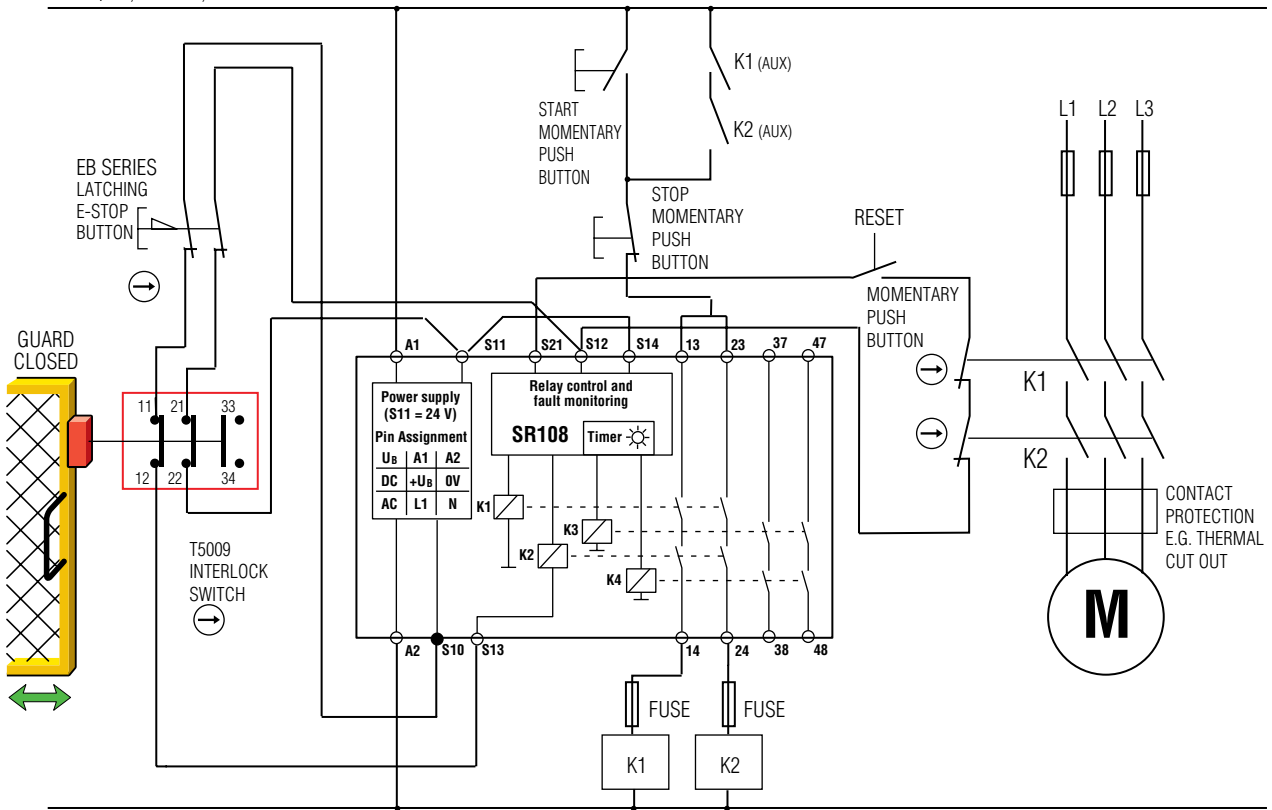 K1 (AUX)
K2 (AUX)
START
MOMENTARY
PUSH
BUTTON
L1 L2 L3
EB SERIES
LATCHING
E-STOP
BUTTON
STOP
MOMENTARY
PUSH
BUTTON
RESET
MOMENTARY
PUSH
BUTTON
GUARD
CLOSED
A1 S11 S21 S12 S14 13 23 37 47
11 21 33
12 22 34
Power supply
(S11 = 24 V)
Pin Assignment
UB A1 A2
DC +UB 0V
AC L1 N
Relay control and
fault monitoring
SR108 Timer
K1
K2
K3
K4
K1
K2
CONTACT
PROTECTION
E.G. THERMAL
CUT OUT
M
T5009
INTERLOCK
SWITCH
A2 S10 S13 14 24 38 48
FUSE FUSE
K1 K2